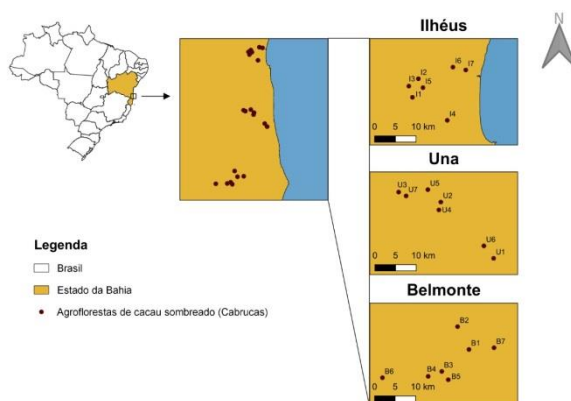 Ilhéus
N
I6
I7
I2
I3
I5
I1
I4
0 5 10 km
Una
U3
U5
U7
U2
U4
U6
U1
0 5 10 km
Belmonte
B2
B1
B7
B3
B4
B5
B6
0 5 10 km
Legenda
Brasil
Estado da Bahia
Agroflorestas de cacau sombreado (Cabrucas)